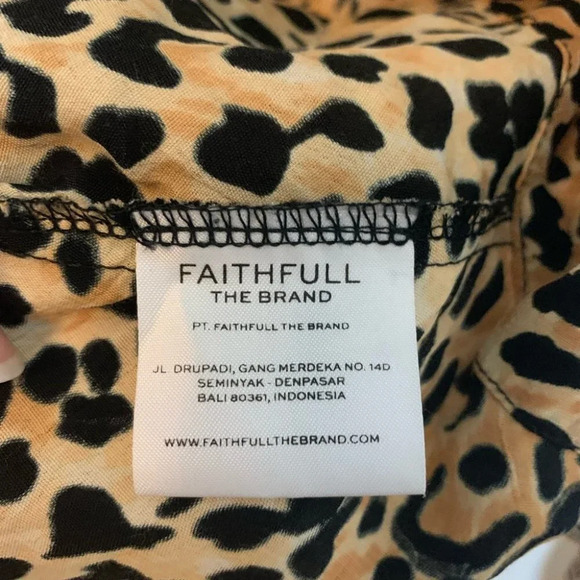 FAITHFULL
THE BRAND
PT. FAITHFULL THE BRAND
JL DRUPADI, GANG MERDEKA NO. 14D
SEMINYAK - DENPASAR
BALI 80361, INDONESIA
WWW.FAITHFULLTHEBRAND.COM